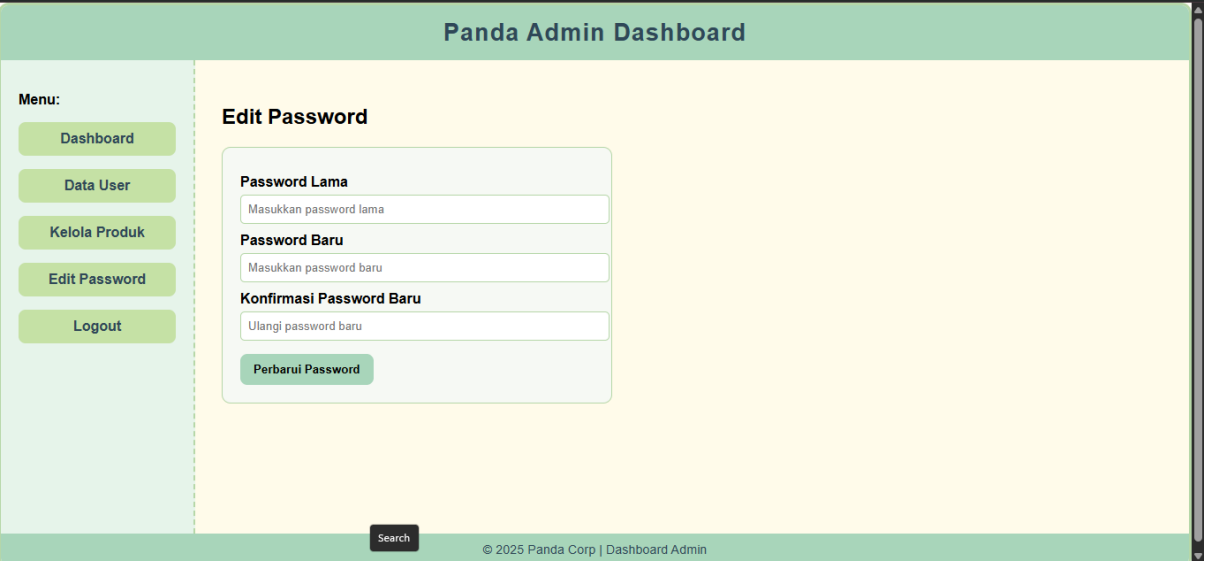 Panda Admin Dashboard
Menu:
Dashboard
Data User
Kelola Produk
Edit Password
Logout
Edit Password
Password Lama
Masukkan password lama
Password Baru
Masukkan password baru
Konfirmasi Password Baru
Ulangi password baru
Perbarui Password
Search
© 2025 Panda Corp | Dashboard Admin